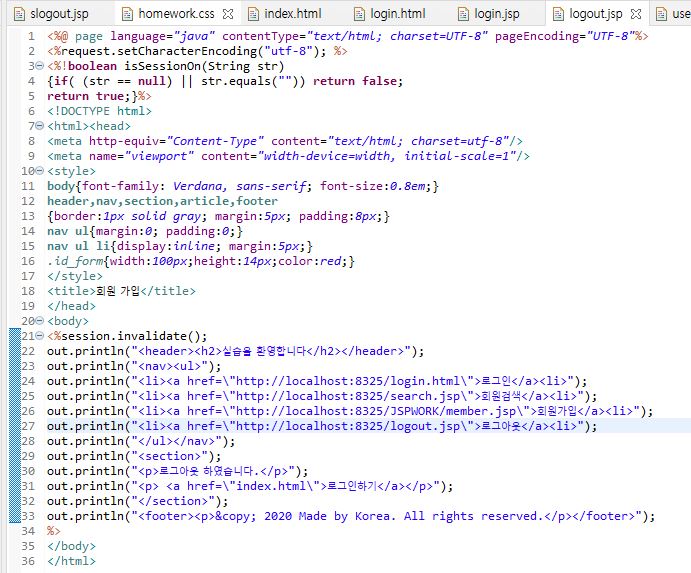 slogout.jsp homework.css index.html login.html login.jsp logout.jsp use
1 <%@ page language="java" contentType="text/html; charset=UTF-8" pageEncoding="UTF-8"%>
2 <%request.setCharacterEncoding("utf-8"); %>
3 <%!boolean isSessionOn(String str)
4 {if( (str == null) || str.equals("")) return false;
5 return true;}%>
6 <!DOCTYPE html>
7 <html><head>
8 <meta http-equiv="Content-Type" content="text/html; charset=utf-8"/>
9 <meta name="viewport" content="width-device=width, initial-scale=1"/>
10 <style>
11 body{font-family: Verdana, sans-serif; font-size:0.8em;}
12 header,nav,section,article,footer
13 {border:1px solid gray; margin:5px; padding:8px;}
14 nav ul{margin:0; padding:0;}
15 nav ul li{display:inline; margin:5px;}
16 .id_form{width:100px;height:14px;color:red;}
17 </style>
18 <title>회원 가입</title>
19 </head>
20 <body>
21 <%session.invalidate();
22 out.println("<header><h2>실습을 환영합니다</h2></header>");
23 out.println("<nav><ul>");
24 out.println("<li><a href=\"http://localhost:8325/login.html\">로그인</a><li>");
25 out.println("<li><a href=\"http://localhost:8325/search.jsp\">회원검색</a><li>");
26 out.println("<li><a href=\"http://localhost:8325/JSPWORK/member.jsp\">회원가입</a><li>");
27 out.println("<li><a href=\"http://localhost:8325/logout.jsp\">로그아웃</a><li>");
28 out.println("</ul></nav>");
29 out.println("<section>");
30 out.println("<p>로그아웃 하였습니다.</p>");
31 out.println("<p> <a href=\"index.html\">로그인하기</a></p>");
32 out.println("</section>");
33 out.println("<footer><p>&copy; 2020 Made by Korea. All rights reserved.</p></footer>");
34 %>
35 </body>
36 </html>